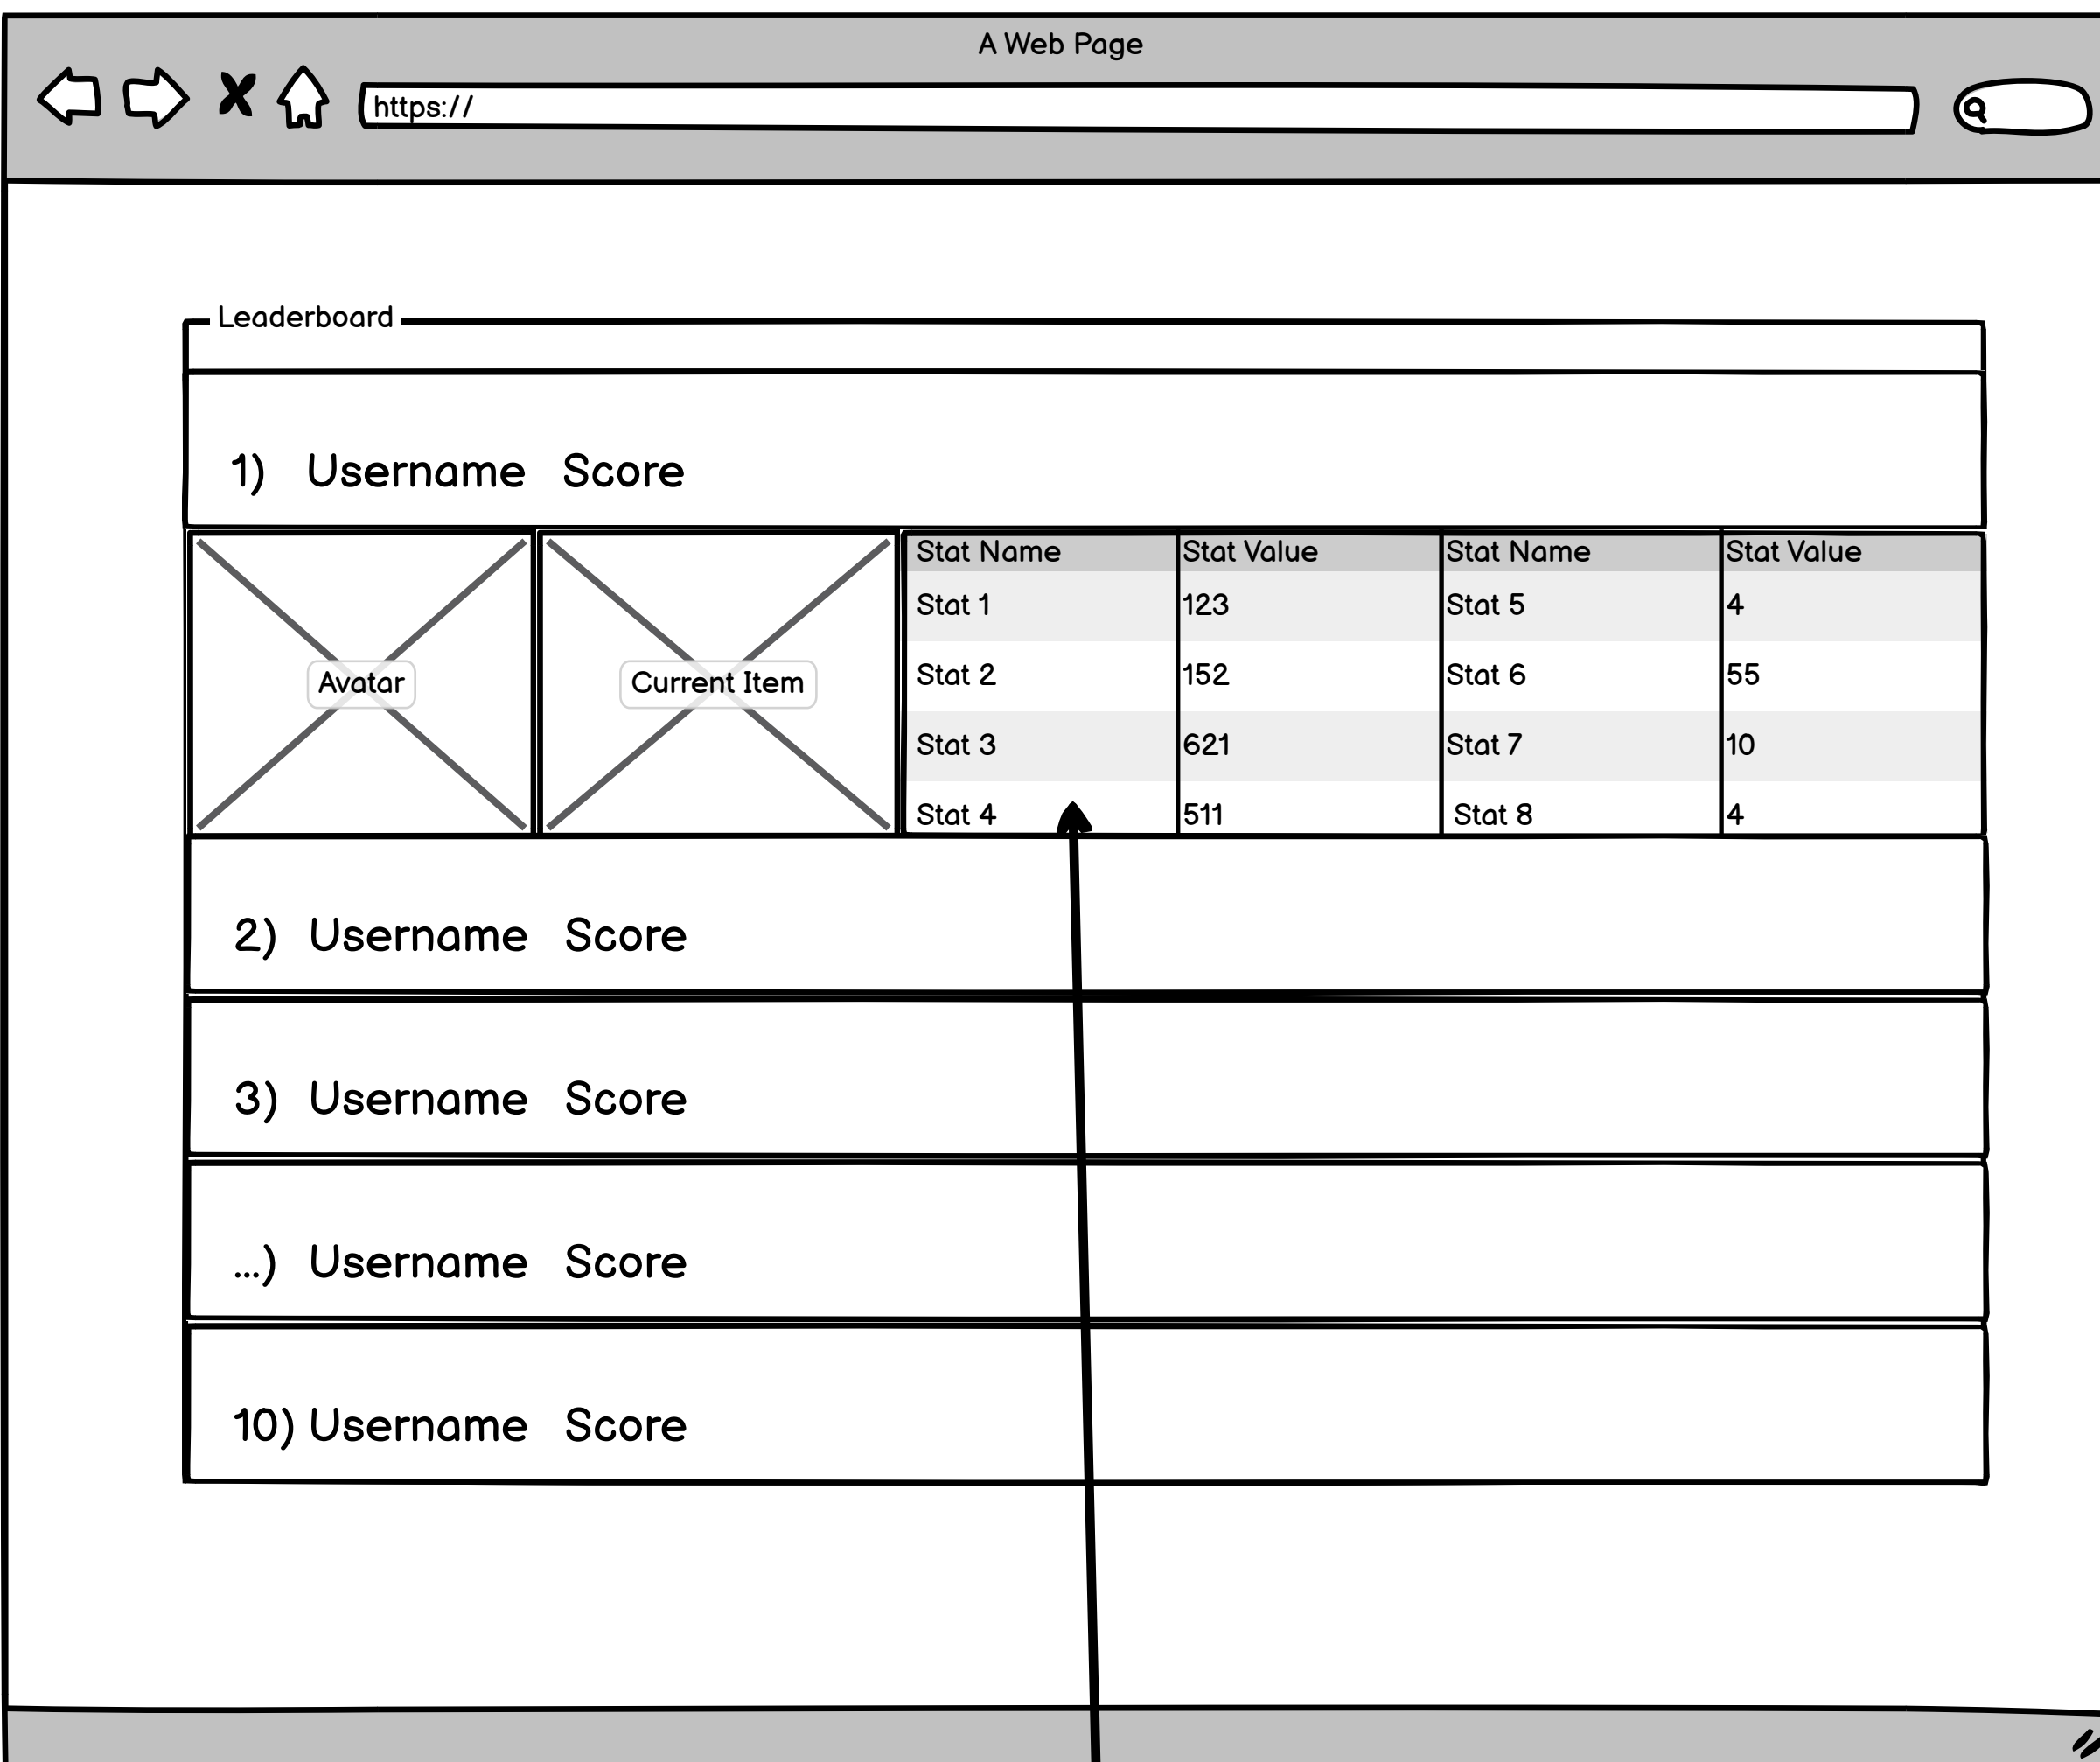 A Web Page
https://
Leaderboard
1) Username Score
Avatar
Current Item
Stat Name Stat Value Stat Name Stat Value
Stat 1 123 Stat 5 4
Stat 2 152 Stat 6 55
Stat 3 621 Stat 7 10
Stat 4 511 Stat 8 4
2) Username Score
3) Username Score
...) Username Score
10) Username Score